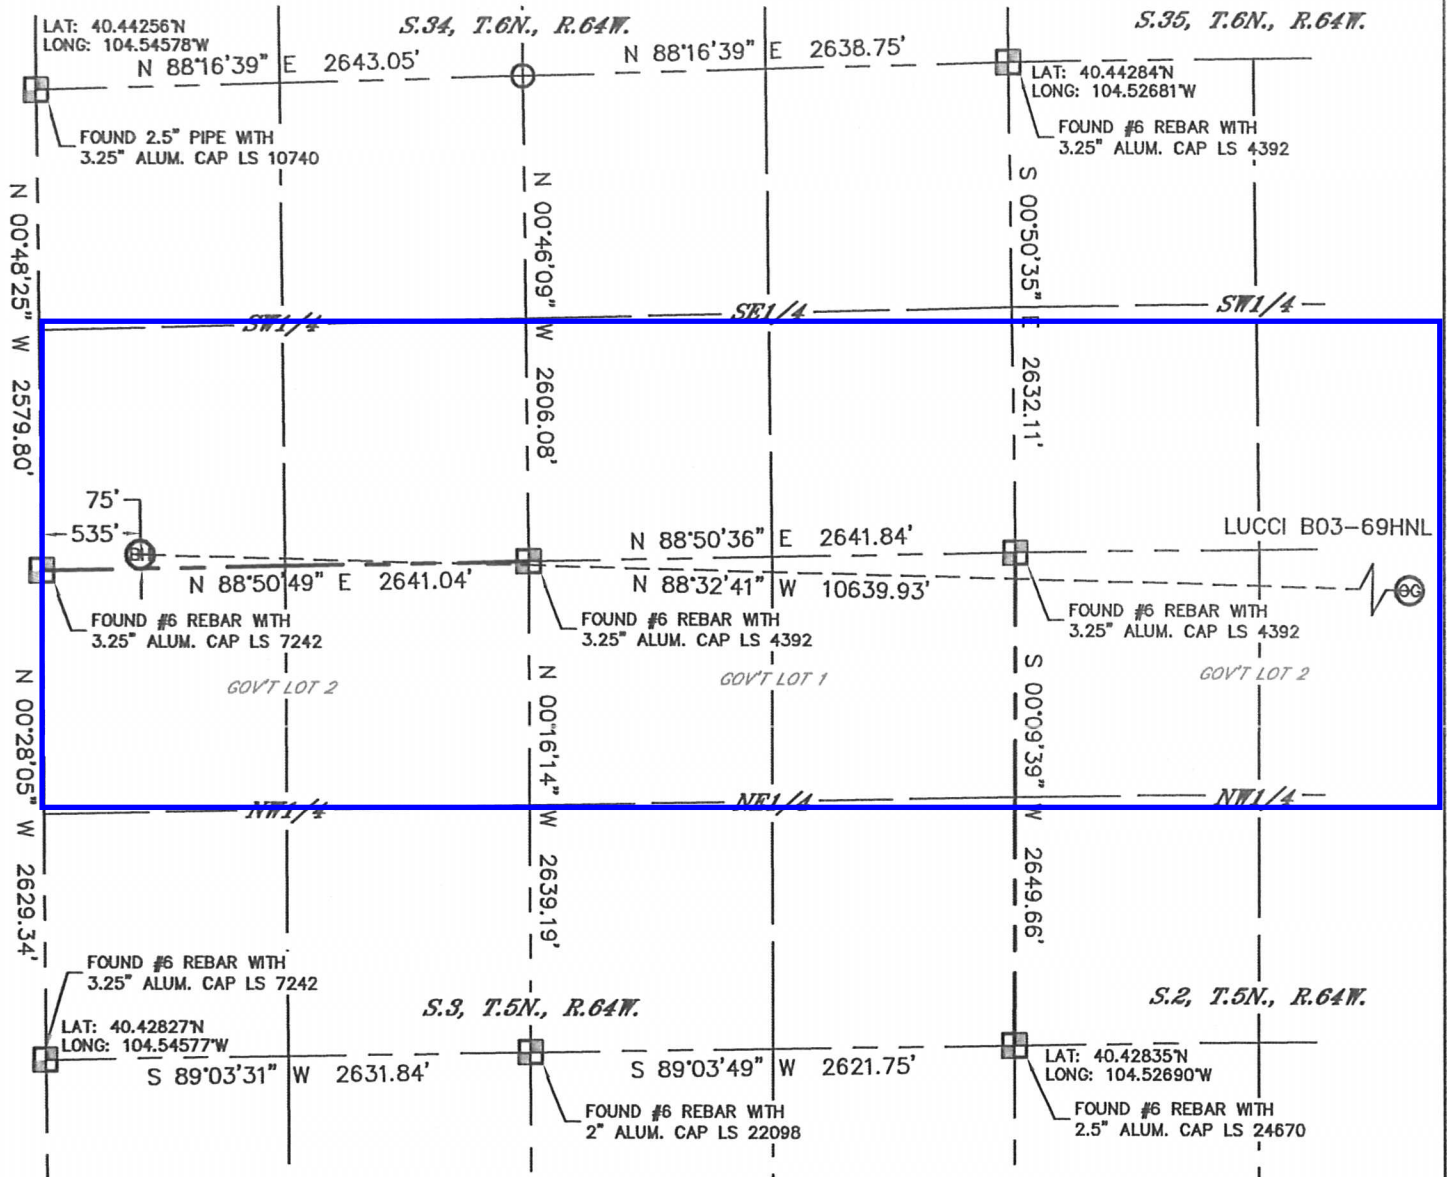 LAT: 40.44256°N
LONG: 104.54578°W
S.34, T.6N., R.64W.
S.35, T.6N., R.64W.
N 88°16'39" E 2643.05'
N 88°16'39" E 2638.75'
LAT: 40.44284°N
LONG: 104.52681°W
FOUND 2.5" PIPE WITH
3.25" ALUM. CAP LS 10740
FOUND #6 REBAR WITH
3.25" ALUM. CAP LS 4392
N 00°48'25" W 2579.80'
N 00°46'09" W 2606.08'
S 00°50'35" E 2632.11'
SW1/4
SE1/4
SW1/4
75'
535'
BH
N 88°50'49" E 2641.04'
N 88°50'36" E 2641.84'
N 88°32'41" W 10639.93'
LUCCI B03-69HNL
FOUND #6 REBAR WITH
3.25" ALUM. CAP LS 7242
FOUND #6 REBAR WITH
3.25" ALUM. CAP LS 4392
FOUND #6 REBAR WITH
3.25" ALUM. CAP LS 4392
GOV'T LOT 2
GOV'T LOT 1
GOV'T LOT 2
N 00°28'05" W 2629.34'
N 00°16'14" W 2639.19'
S 00°09'39" W 2649.66'
NW1/4
NE1/4
NW1/4
FOUND #6 REBAR WITH
3.25" ALUM. CAP LS 7242
S.3, T.5N., R.64W.
S.2, T.5N., R.64W.
LAT: 40.42827°N
LONG: 104.54577°W
S 89°03'31" W 2631.84'
S 89°03'49" W 2621.75'
LAT: 40.42835°N
LONG: 104.52690°W
FOUND #6 REBAR WITH
2" ALUM. CAP LS 22098
FOUND #6 REBAR WITH
2.5" ALUM. CAP LS 24670